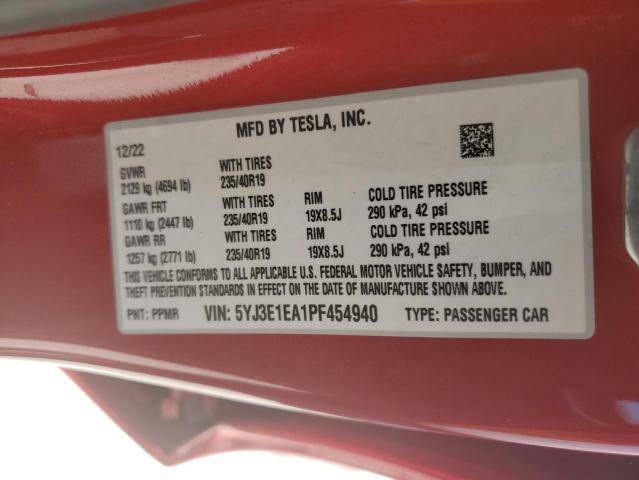 MFD BY TESLA, INC.
12/22
GVWR WITH TIRES
2129 kg (4694 lb) 235/40R19
GAWR FRT WITH TIRES RIM COLD TIRE PRESSURE
1110 kg (2447 lb) 235/40R19 19X8.5J 290 kPa, 42 psi
GAWR RR WITH TIRES RIM COLD TIRE PRESSURE
1257 kg (2771 lb) 235/40R19 19X8.5J 290 kPa, 42 psi
THIS VEHICLE CONFORMS TO ALL APPLICABLE U.S. FEDERAL MOTOR VEHICLE SAFETY, BUMPER, AND
THEFT PREVENTION STANDARDS IN EFFECT ON THE DATE OF MANUFACTURE SHOWN ABOVE.
PNT: PPMR VIN: 5YJ3E1EA1PF454940 TYPE: PASSENGER CAR